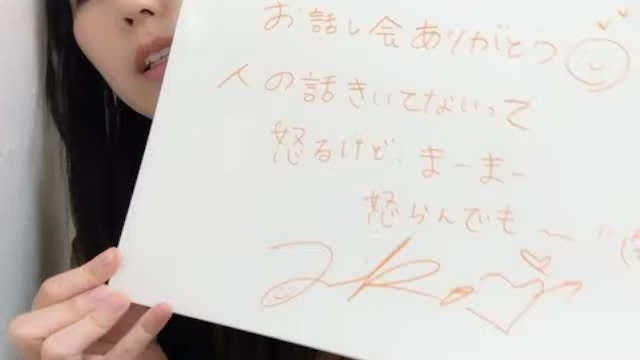 お話し会ありがとう
人の話きいてないって
怒るけど、まーまー
怒らんでも〜